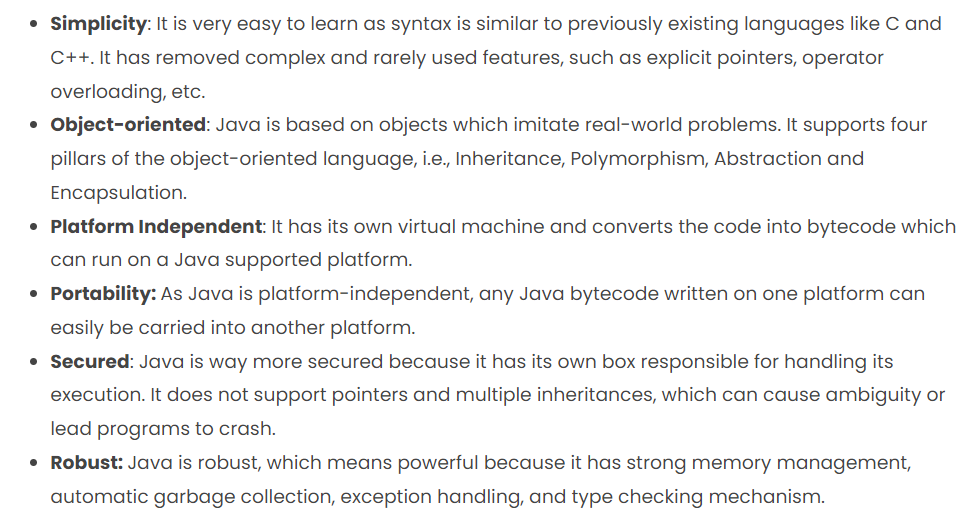 • Simplicity: It is very easy to learn as syntax is similar to previously existing languages like C and
C++. It has removed complex and rarely used features, such as explicit pointers, operator
overloading, etc.
• Object-oriented: Java is based on objects which imitate real-world problems. It supports four
pillars of the object-oriented language, i.e., Inheritance, Polymorphism, Abstraction and
Encapsulation.
• Platform Independent: It has its own virtual machine and converts the code into bytecode which
can run on a Java supported platform.
• Portability: As Java is platform-independent, any Java bytecode written on one platform can
easily be carried into another platform.
• Secured: Java is way more secured because it has its own box responsible for handling its
execution. It does not support pointers and multiple inheritances, which can cause ambiguity or
lead programs to crash.
• Robust: Java is robust, which means powerful because it has strong memory management,
automatic garbage collection, exception handling, and type checking mechanism.